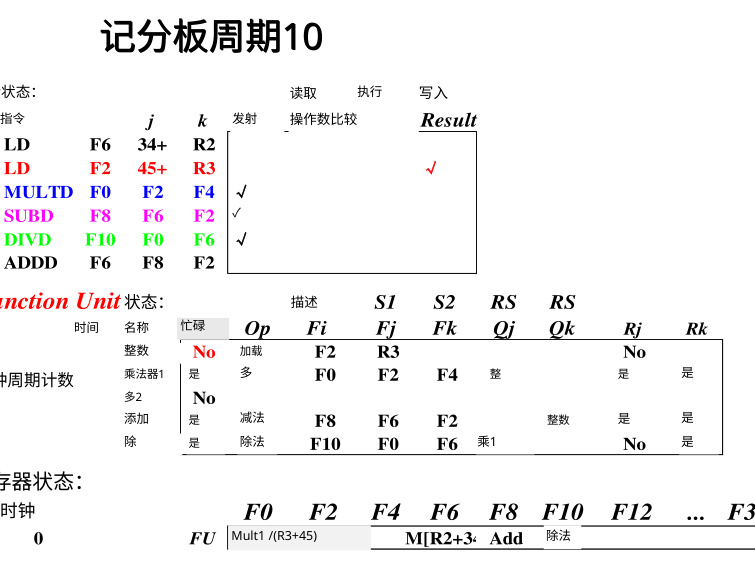 记分板周期10
状态：
读取 执行 写入
指令 j k 发射 操作数比较 Result
LD F6 34+ R2
LD F2 45+ R3 √
MULTD F0 F2 F4 √
SUBD F8 F6 F2 ✓
DIVD F10 F0 F6 √
ADDD F6 F8 F2
nction Unit 状态： 描述 S1 S2 RS RS
时间 名称 忙碌 Op Fi Fj Fk Qj Qk Rj Rk
整数 No 加载 F2 R3 No
乘法器1 是 多 F0 F2 F4 整 是 是
钟周期计数
多2 No
添加 是 减法 F8 F6 F2 整数 是 是
除 是 除法 F10 F0 F6 乘1 No 是
存器状态：
时钟 F0 F2 F4 F6 F8 F10 F12 ... F3
0 FU Mult1 /(R3+45) M[R2+34 Add 除法